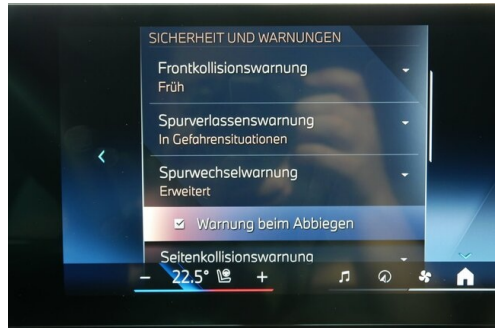 SICHERHEIT UND WARNUNGEN
Frontkollisionswarnung
Früh
Spurverlassenswarnung
In Gefahrensituationen
Spurwechselwarnung
Erweitert
Warnung beim Abbiegen
Seitenkollisionswarnung
– 22.5° +